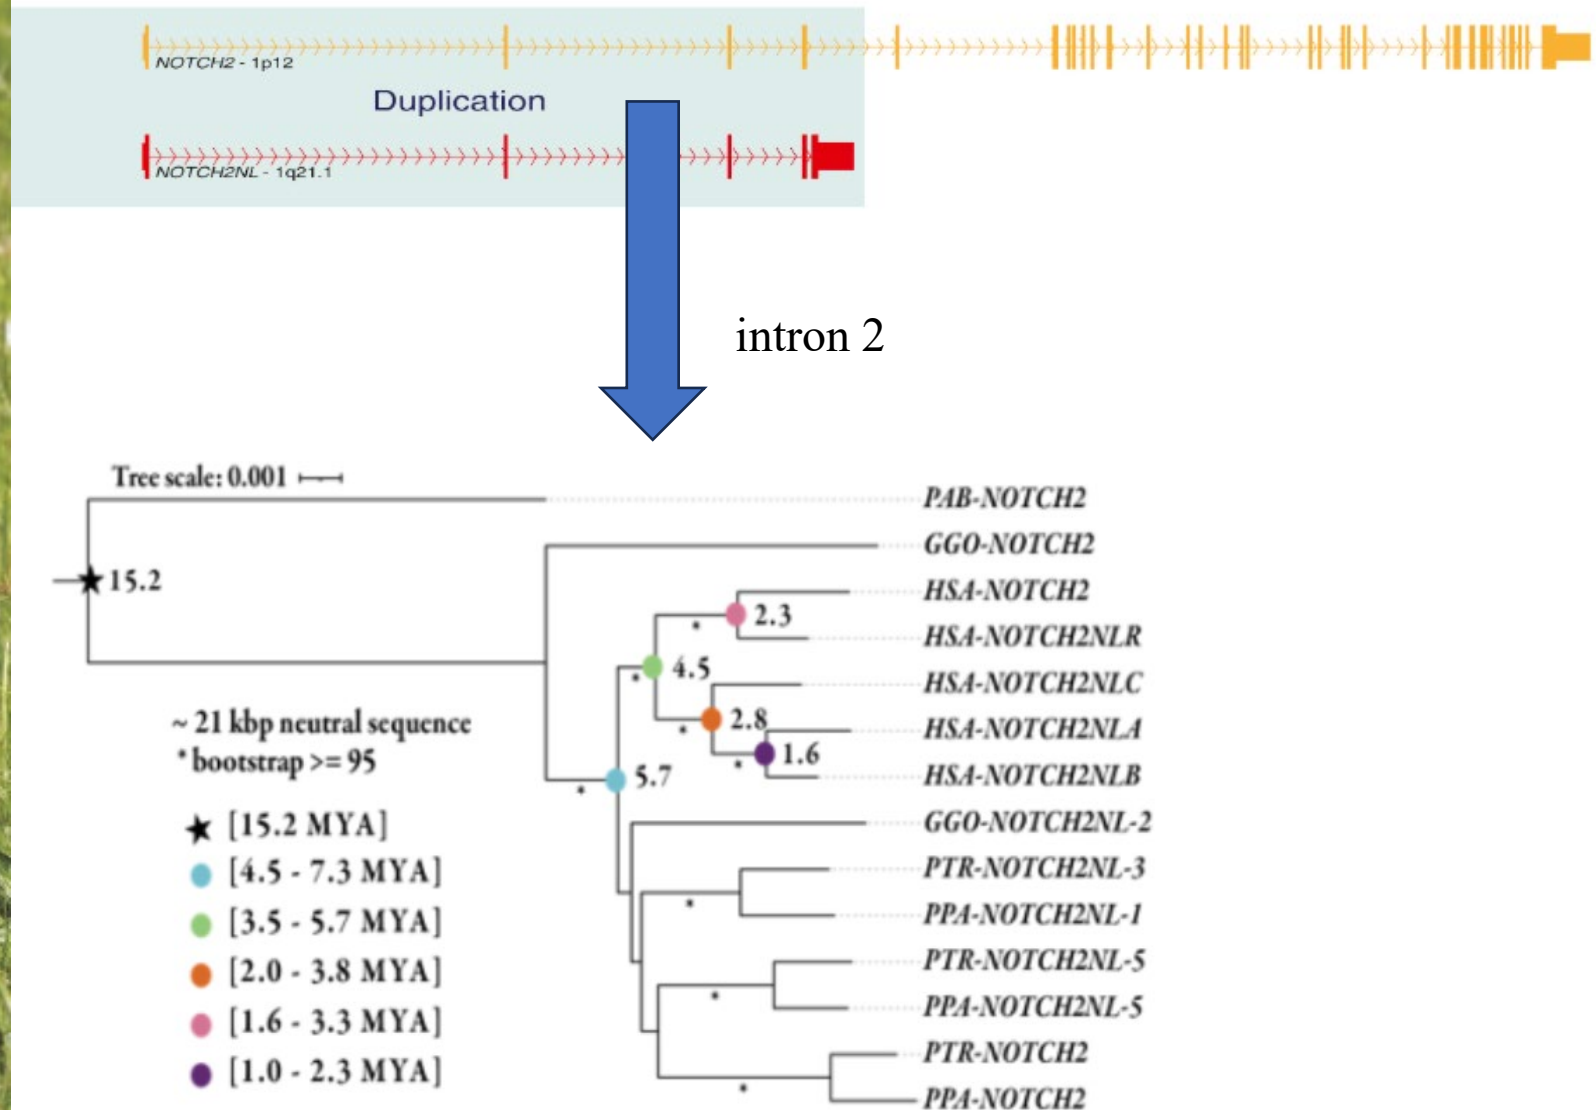 NOTCH2 - 1p12
Duplication
NOTCH2NL - 1q21.1
intron 2
Tree scale: 0.001
PAB-NOTCH2
GGO-NOTCH2
HSA-NOTCH2
2.3
HSA-NOTCH2NLR
15.2
4.5
HSA-NOTCH2NLC
2.8
HSA-NOTCH2NLA
1.6
HSA-NOTCH2NLB
5.7
GGO-NOTCH2NL-2
PTR-NOTCH2NL-3
PPA-NOTCH2NL-1
PTR-NOTCH2NL-5
PPA-NOTCH2NL-5
PTR-NOTCH2
PPA-NOTCH2
~ 21 kbp neutral sequence
* bootstrap >= 95
[15.2 MYA]
[4.5 - 7.3 MYA]
[3.5 - 5.7 MYA]
[2.0 - 3.8 MYA]
[1.6 - 3.3 MYA]
[1.0 - 2.3 MYA]